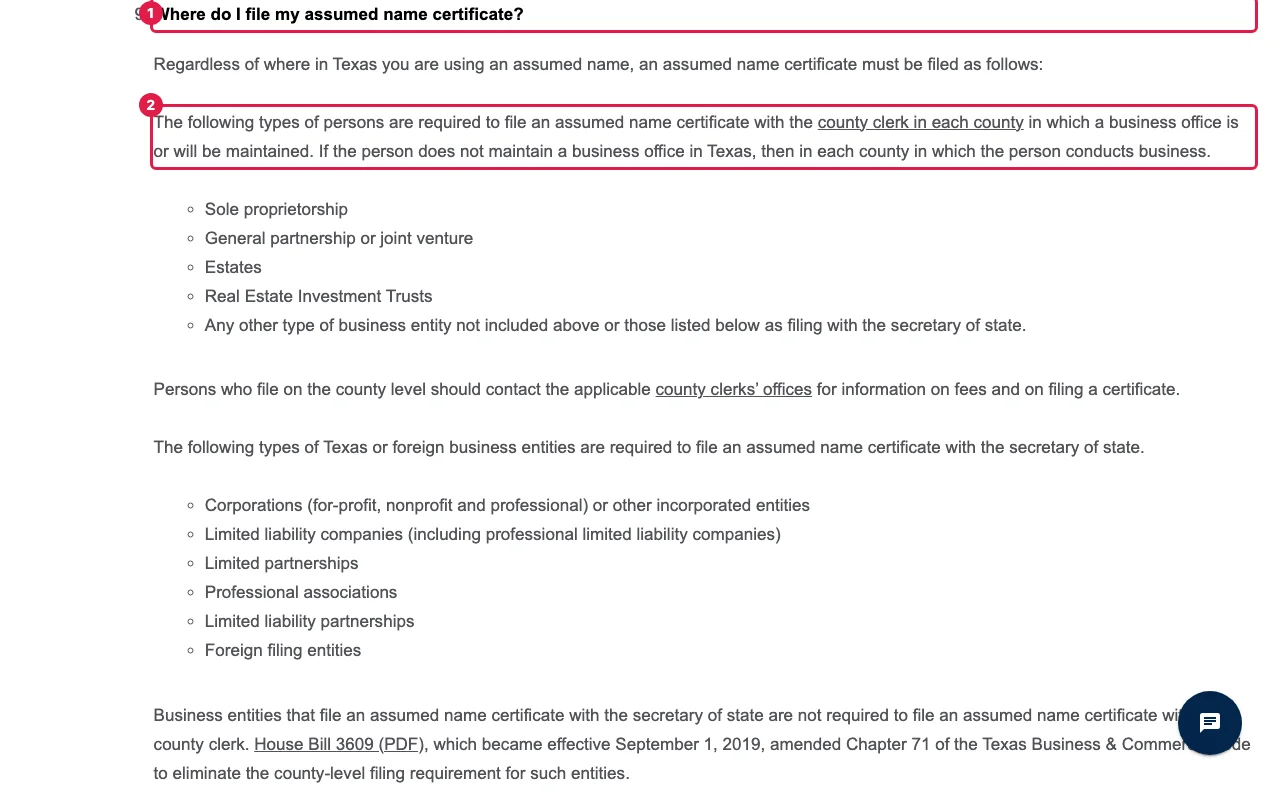 1 Where do I file my assumed name certificate?
Regardless of where in Texas you are using an assumed name, an assumed name certificate must be filed as follows:
2
The following types of persons are required to file an assumed name certificate with the county clerk in each county in which a business office is
or will be maintained. If the person does not maintain a business office in Texas, then in each county in which the person conducts business.
Sole proprietorship
General partnership or joint venture
Estates
Real Estate Investment Trusts
Any other type of business entity not included above or those listed below as filing with the secretary of state.
Persons who file on the county level should contact the applicable county clerks’ offices for information on fees and on filing a certificate.
The following types of Texas or foreign business entities are required to file an assumed name certificate with the secretary of state.
Corporations (for-profit, nonprofit and professional) or other incorporated entities
Limited liability companies (including professional limited liability companies)
Limited partnerships
Professional associations
Limited liability partnerships
Foreign filing entities
Business entities that file an assumed name certificate with the secretary of state are not required to file an assumed name certificate
county clerk. House Bill 3609 (PDF), which became effective September 1, 2019, amended Chapter 71 of the Texas Business &
to eliminate the county-level filing requirement for such entities.